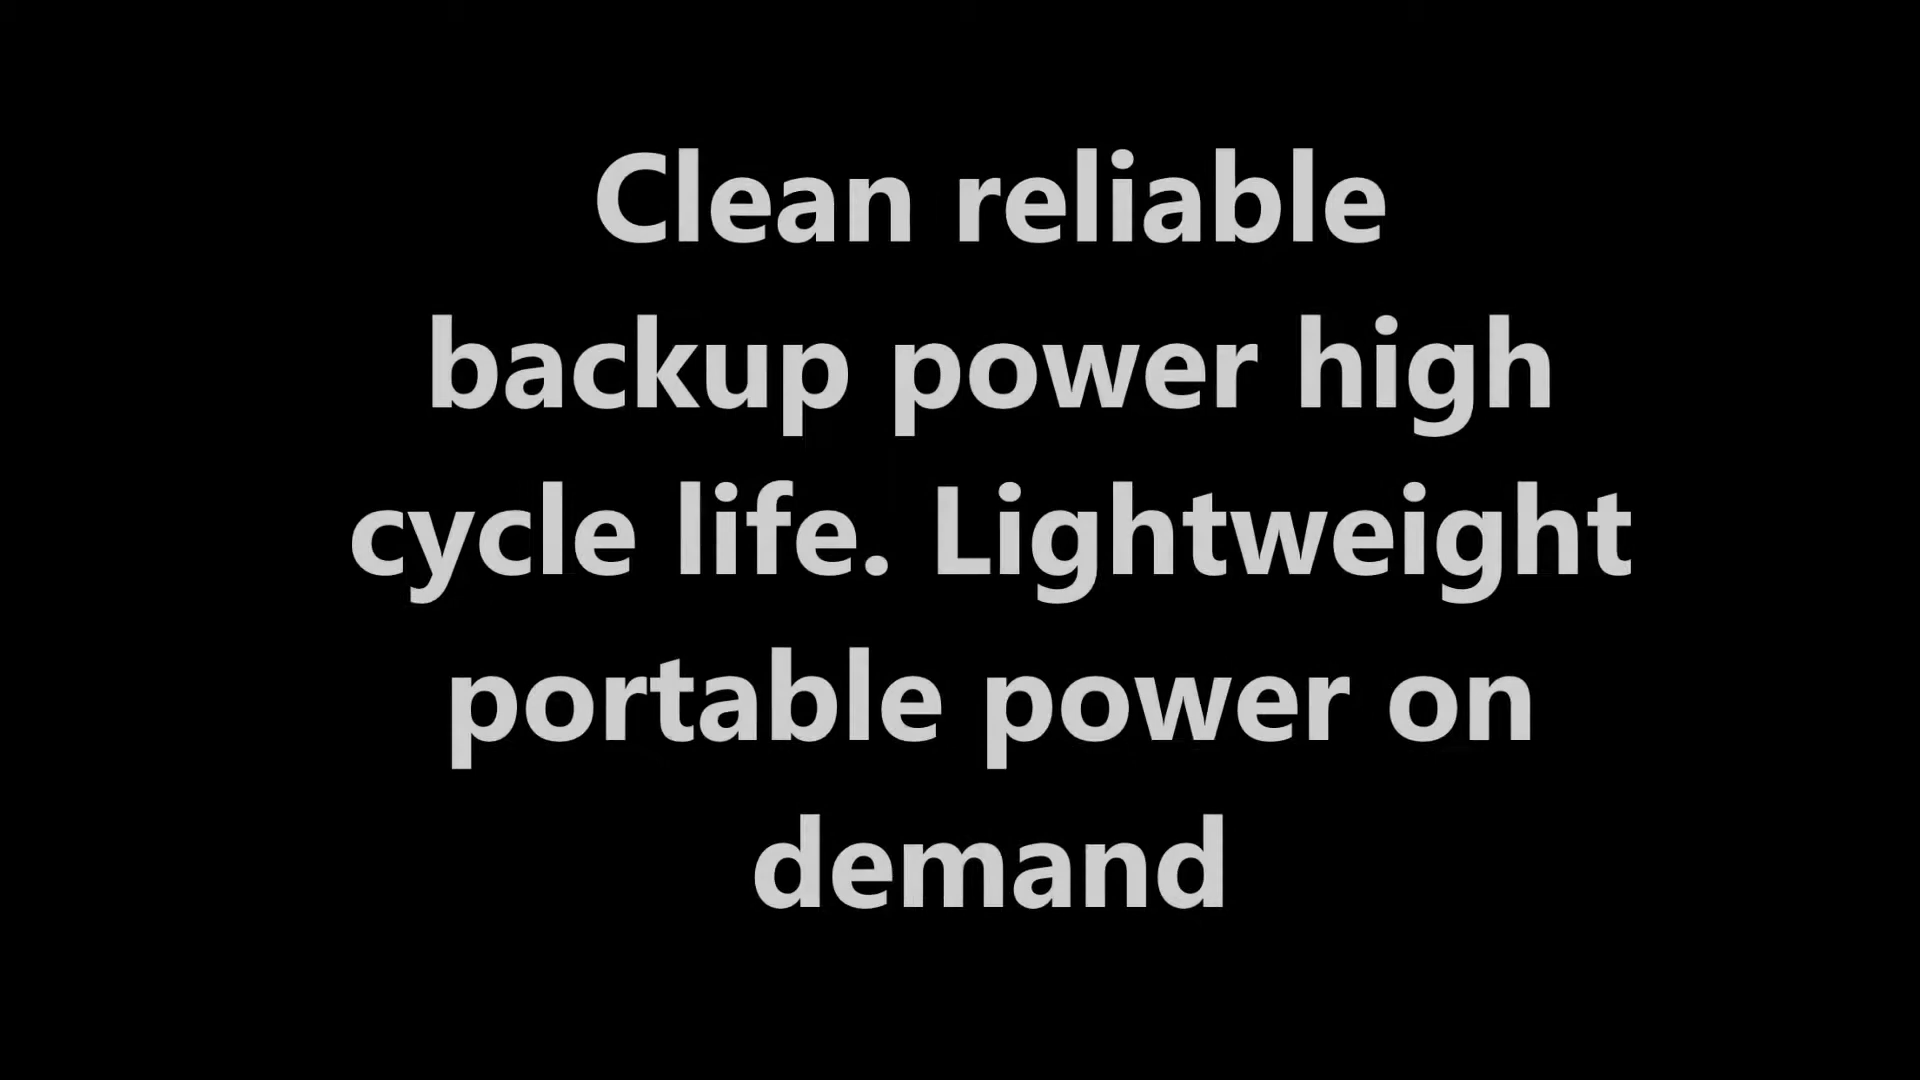 Clean reliable
backup power high
cycle life. Lightweight
portable power on
demand